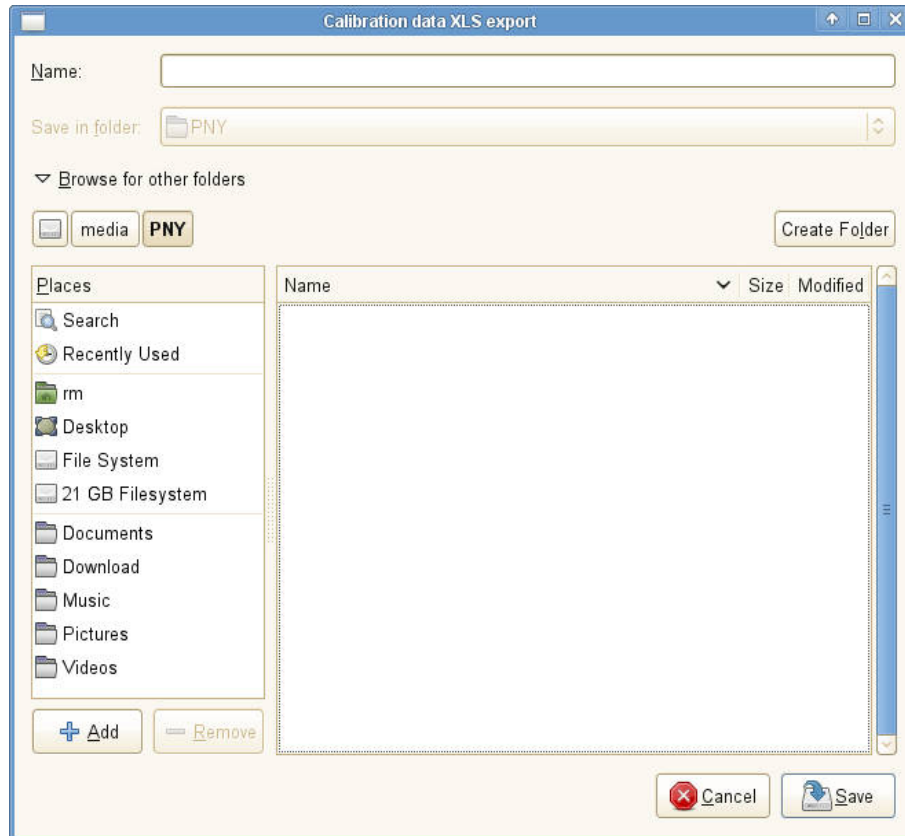 Calibration data XLS export
Name:
Save in folder: PNY
Browse for other folders
media PNY Create Folder
Places
Search
Recently Used
rm
Desktop
File System
21 GB Filesystem
Documents
Download
Music
Pictures
Videos
Add Remove
Name Size Modified
Cancel Save